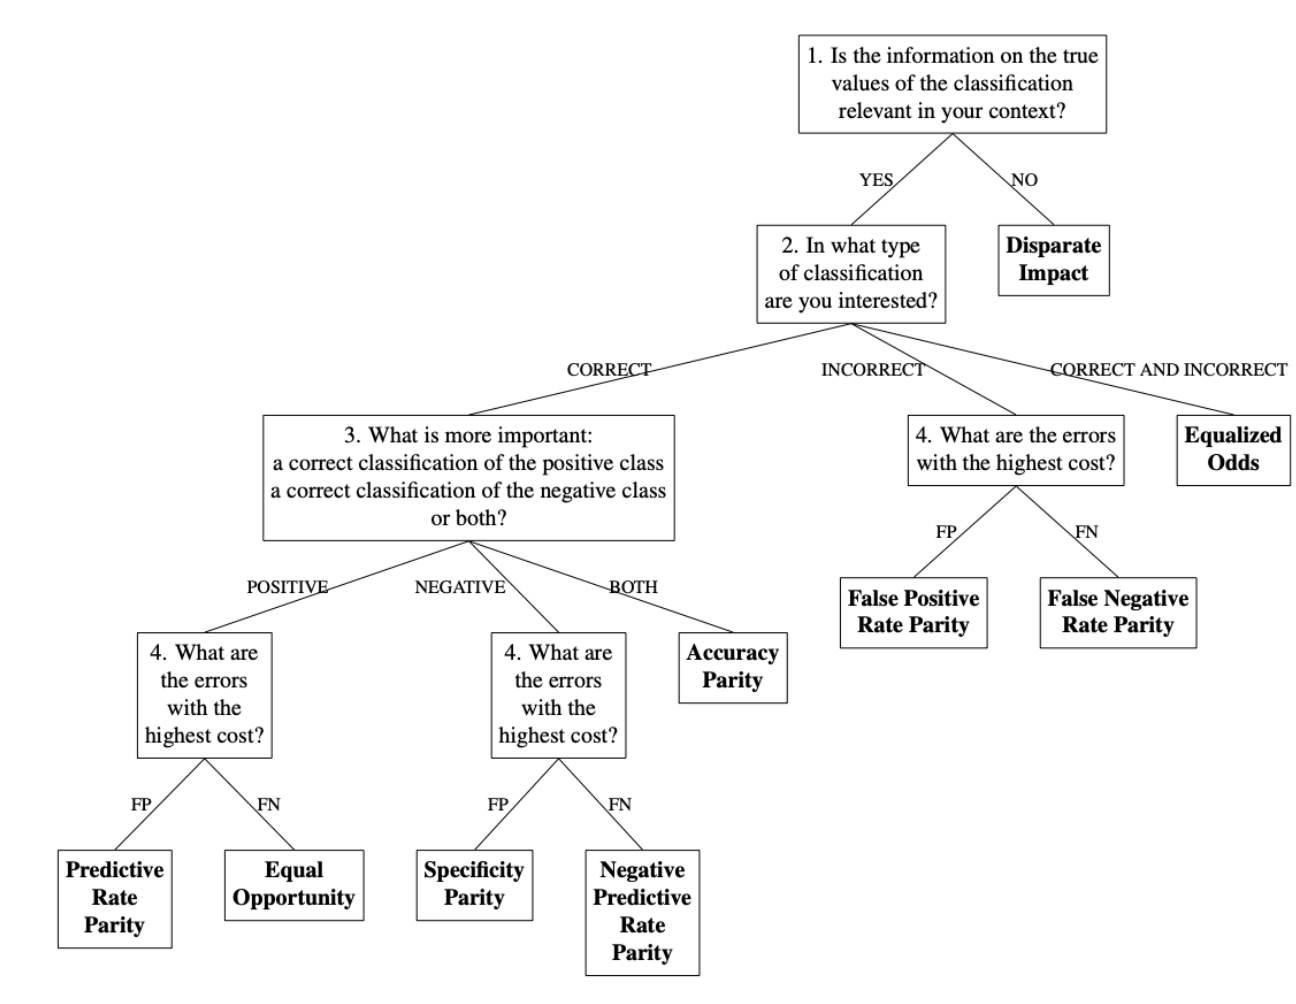 1. Is the information on the true
values of the classification
relevant in your context?
YES
NO
2. In what type
of classification
are you interested?
Disparate
Impact
CORRECT
INCORRECT
CORRECT AND INCORRECT
3. What is more important:
a correct classification of the positive class
a correct classification of the negative class
or both?
4. What are the errors
with the highest cost?
Equalized
Odds
POSITIVE
NEGATIVE
BOTH
FP
FN
False Positive
Rate Parity
False Negative
Rate Parity
4. What are
the errors
with the
highest cost?
4. What are
the errors
with the
highest cost?
Accuracy
Parity
FP
FN
FP
FN
Predictive
Rate
Parity
Equal
Opportunity
Specificity
Parity
Negative
Predictive
Rate
Parity